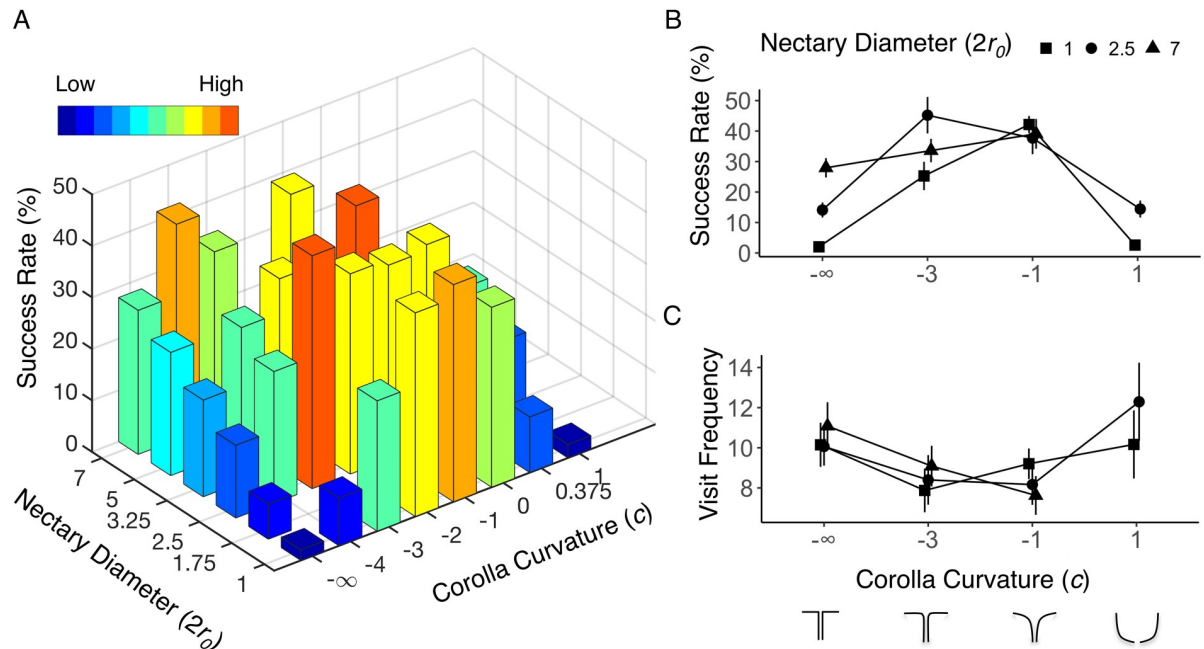 A
Low High
Success Rate (%)
50
40
30
20
10
0
7
5
3.25
2.5
1.75
1
Nectary Diameter (2r0)
-∞
-4
-3
-2
-1
0
0.375
1
Corolla Curvature (c)
B
Nectary Diameter (2r0) 1 2.5 7
Success Rate (%)
50
40
30
20
10
0
-∞ -3 -1 1
C
Visit Frequency
14
12
10
8
-∞ -3 -1 1
Corolla Curvature (c)